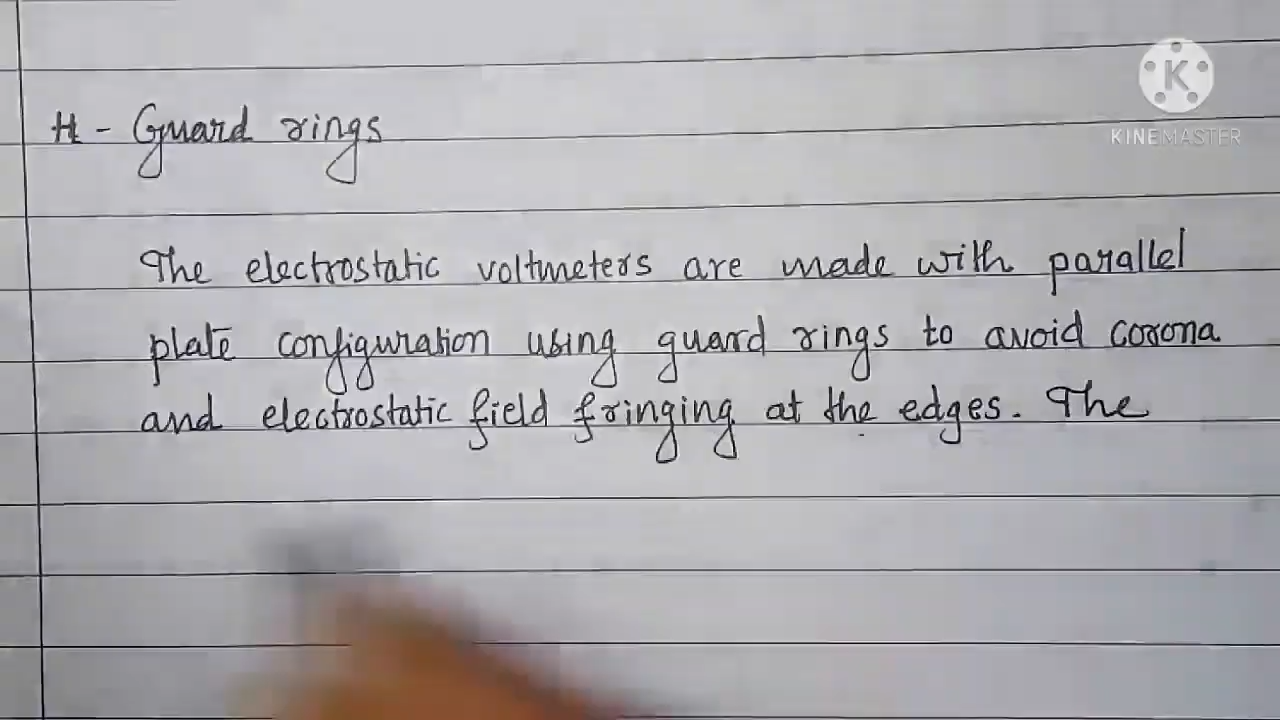 H - Guard rings
K
KINEMASTER
The electrostatic voltmeters are made with parallel
plate configuration using guard rings to avoid corona
and electrostatic field fringing at the edges. The